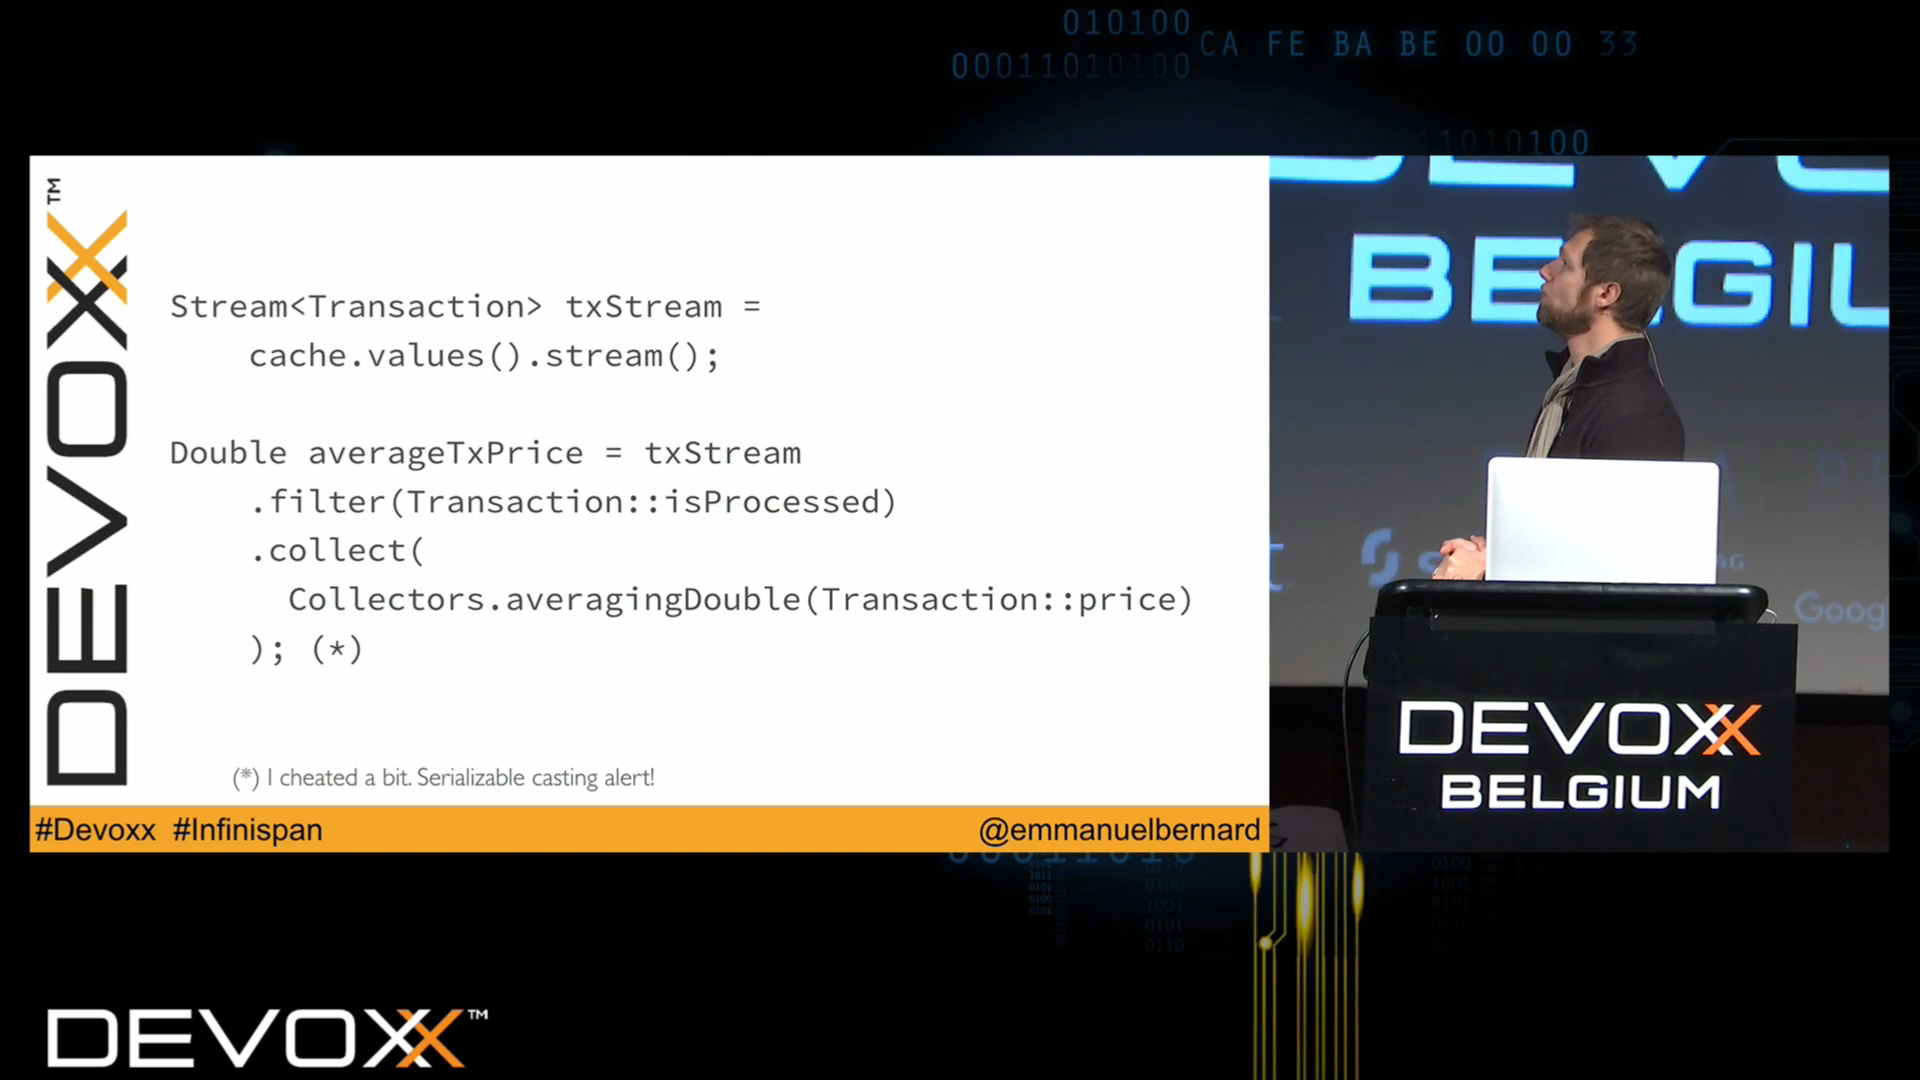 010100
CA FE BA BE 00 00 33
00011010100
1010100
DEVOXX™
Stream<Transaction> txStream =
cache.values().stream();
Double averageTxPrice = txStream
.filter(Transaction::isProcessed)
.collect(
Collectors.averagingDouble(Transaction::price)
); (*)
(*) I cheated a bit. Serializable casting alert!
#Devoxx #Infinispan
@emmanuelbernard
BELGIU
Goog
DEVOXX
BELGIUM
DEVOXX™